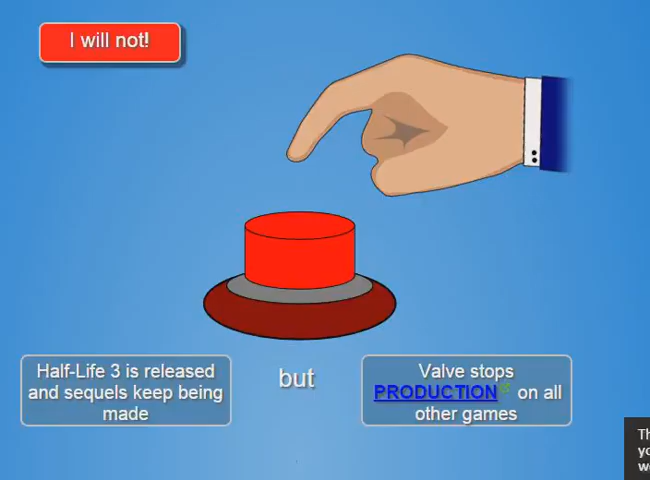 I will not!
Half-Life 3 is released
and sequels keep being
made
but
Valve stops
PRODUCTION on all
other games